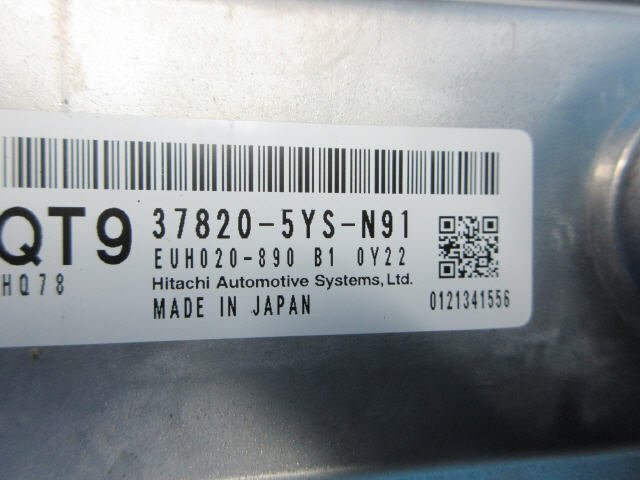 QT9 37820-5YS-N91
HQ78 EUH020-890 B1 0Y22
Hitachi Automotive Systems, Ltd.
MADE IN JAPAN 0121341556